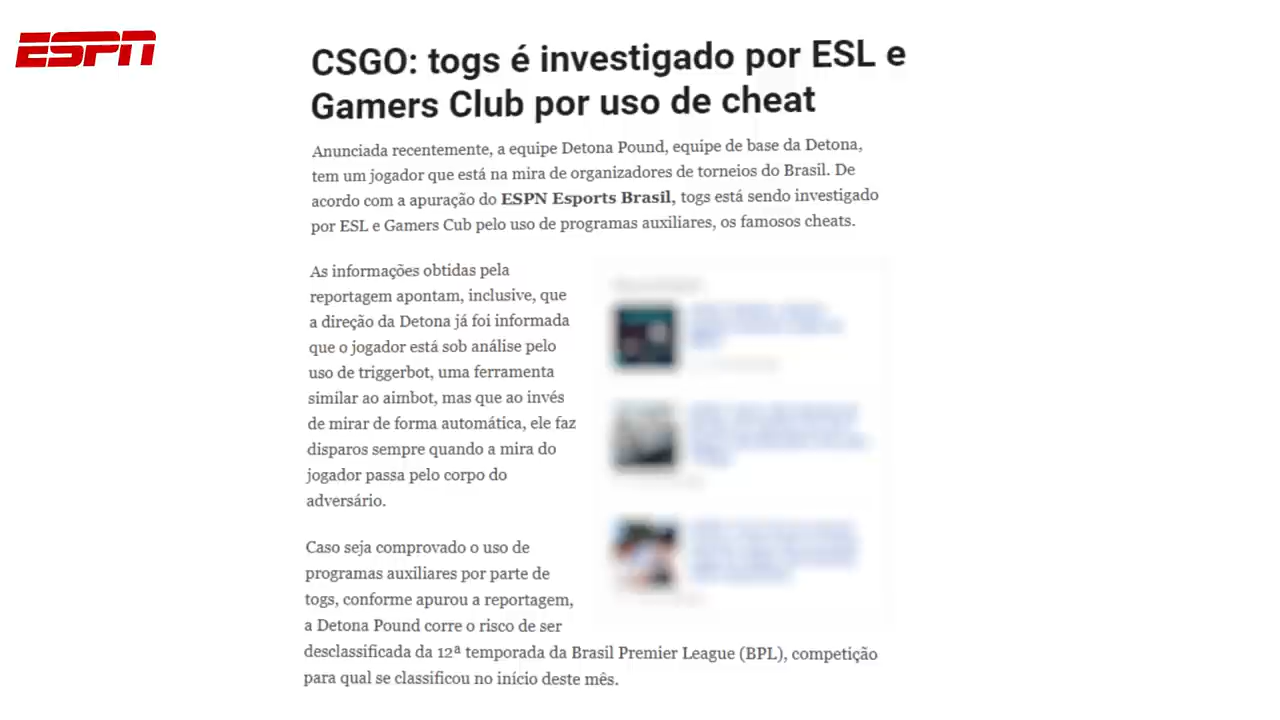 ESPN
CSGO: togs é investigado por ESL e
Gamers Club por uso de cheat
Anunciada recentemente, a equipe Detona Pound, equipe de base da Detona,
tem um jogador que está na mira de organizadores de torneios do Brasil. De
acordo com a apuração do ESPN Esports Brasil, togs está sendo investigado
por ESL e Gamers Cub pelo uso de programas auxiliares, os famosos cheats.
As informações obtidas pela
reportagem apontam, inclusive, que
a direção da Detona já foi informada
que o jogador está sob análise pelo
uso de triggerbot, uma ferramenta
similar ao aimbot, mas que ao invés
de mirar de forma automática, ele faz
disparos sempre quando a mira do
jogador passa pelo corpo do
adversário.
Caso seja comprovado o uso de
programas auxiliares por parte de
togs, conforme apurou a reportagem,
a Detona Pound corre o risco de ser
desclassificada da 12ª temporada da Brasil Premier League (BPL), competição
para qual se classificou no início deste mês.